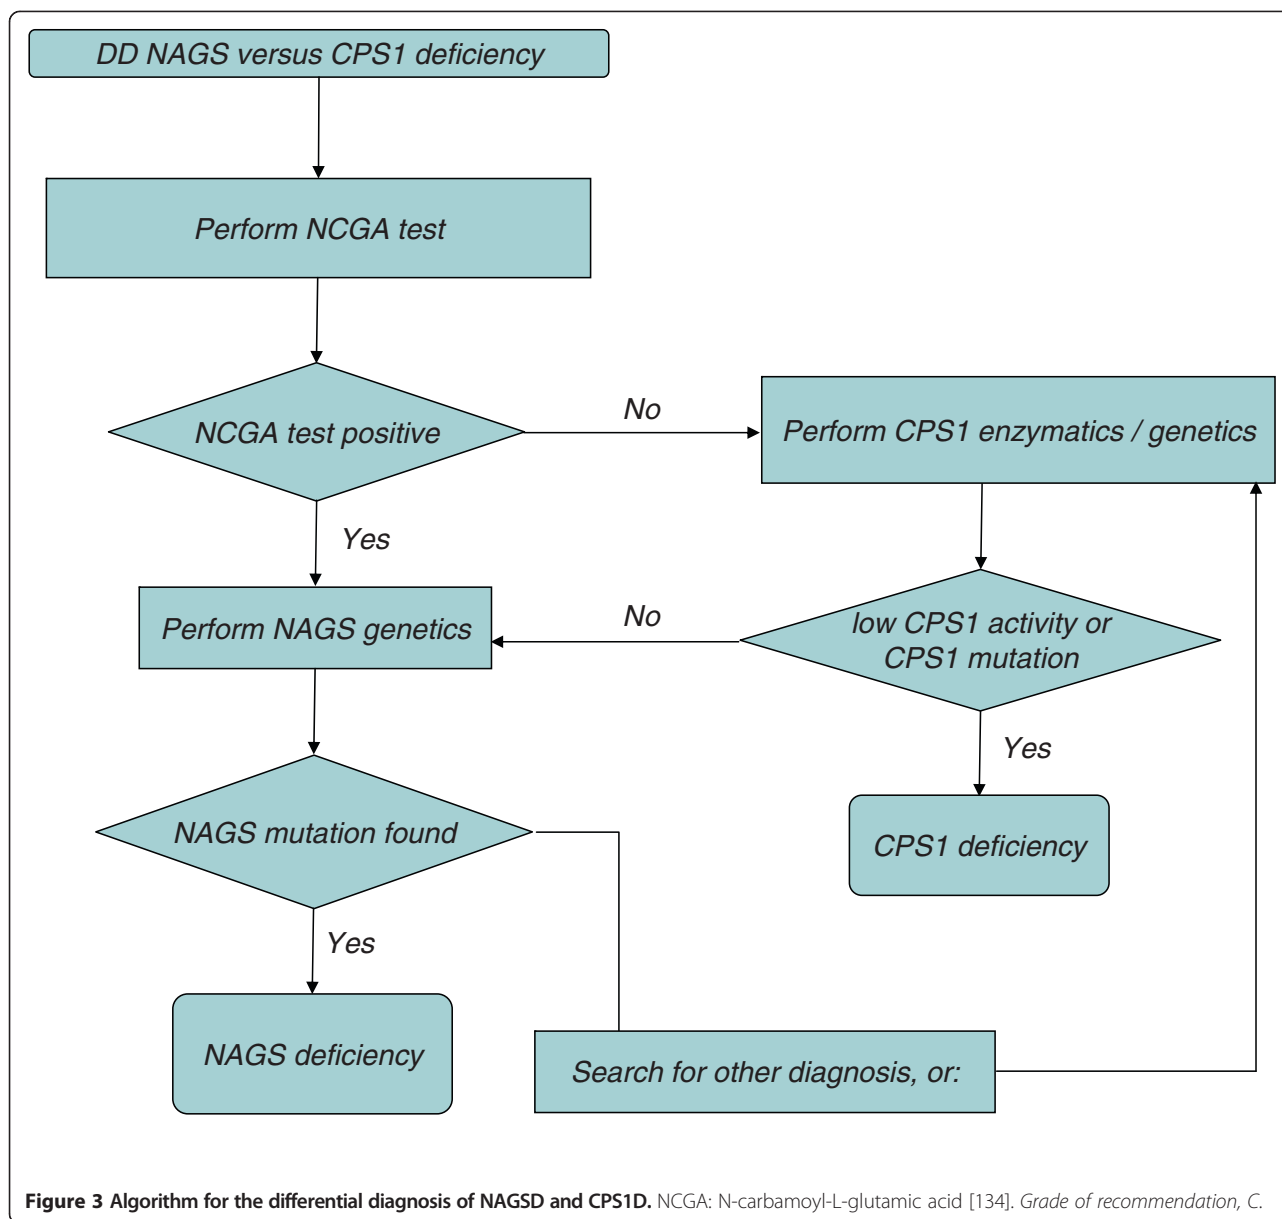 DD NAGS versus CPS1 deficiency
Perform NCGA test
NCGA test positive
No
Perform CPS1 enzymatics / genetics
Yes
Perform NAGS genetics
No
low CPS1 activity or
CPS1 mutation
Yes
NAGS mutation found
CPS1 deficiency
Yes
NAGS deficiency
Search for other diagnosis, or:
Figure 3 Algorithm for the differential diagnosis of NAGSD and CPS1D. NCGA: N-carbamoyl-L-glutamic acid [134]. Grade of recommendation, C.